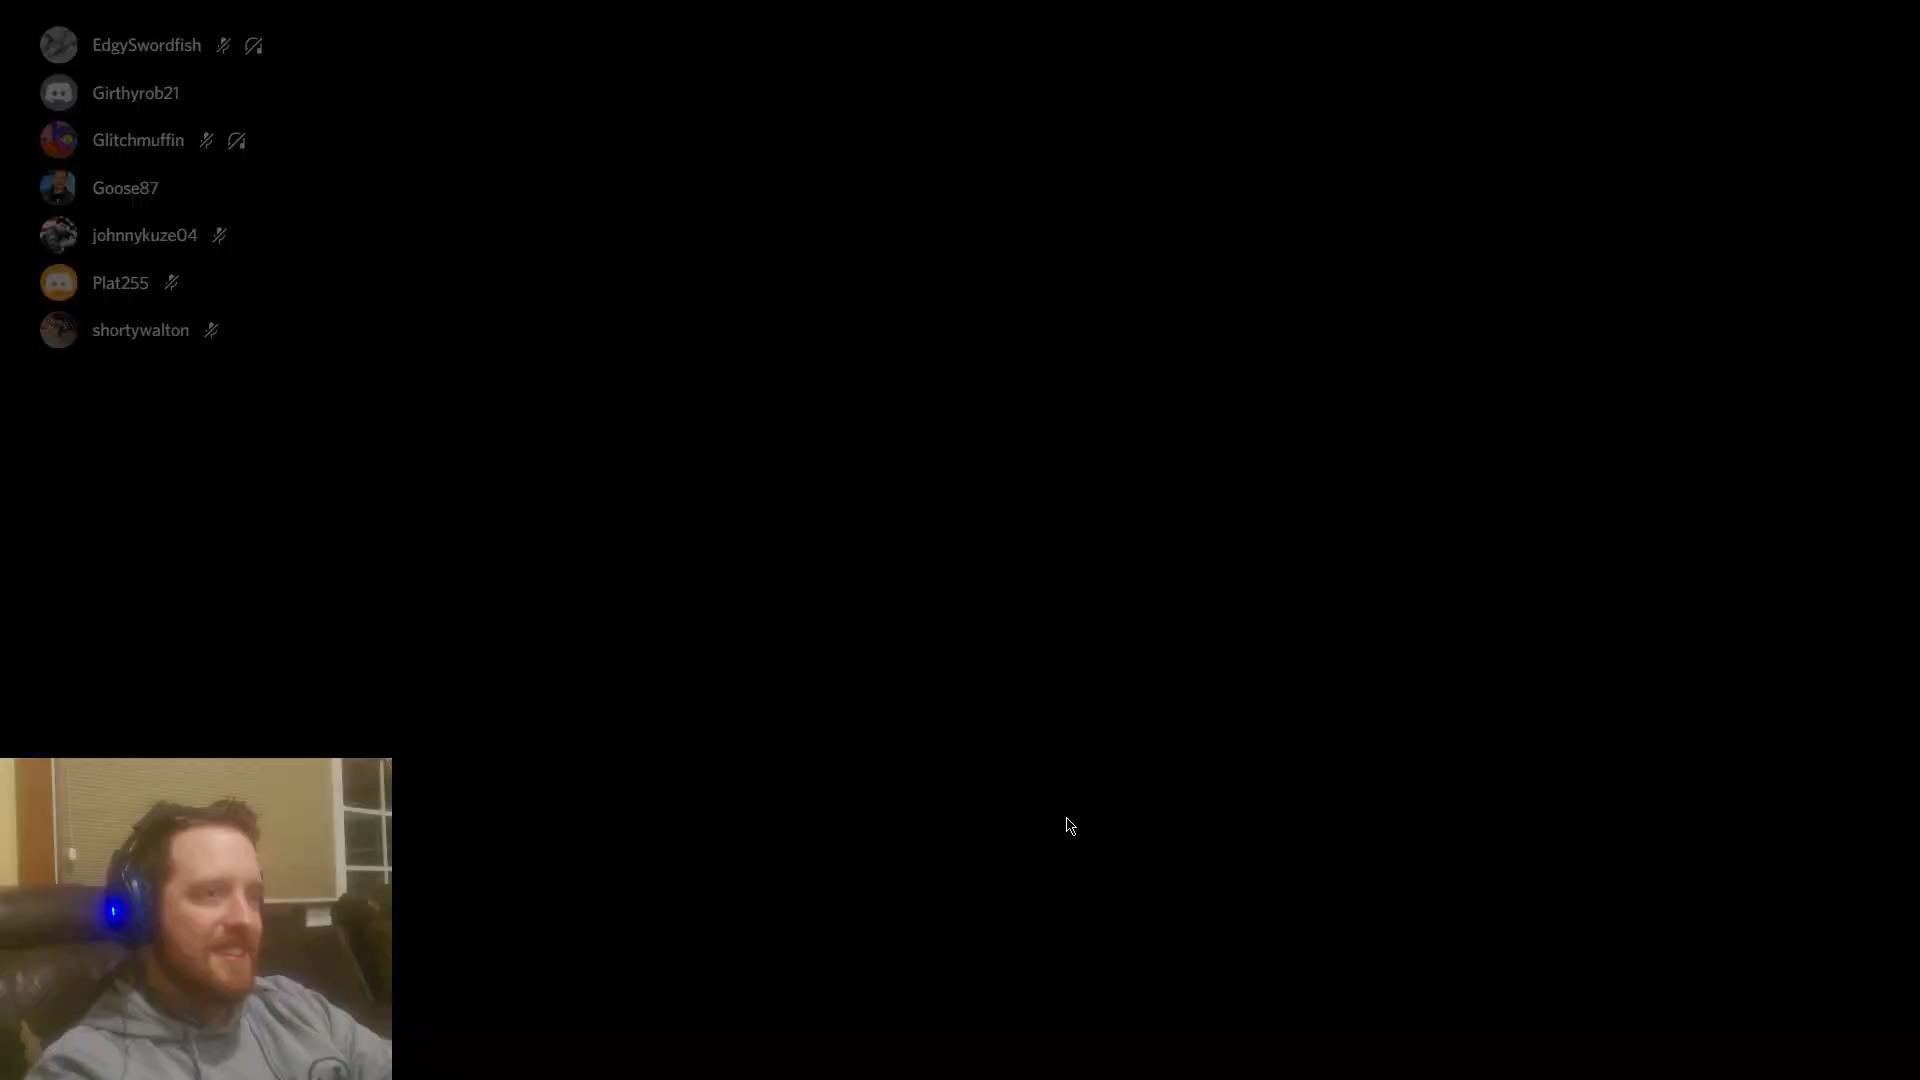 EdgySwordfish
Girthyrob21
Glitchmuffin
Goose87
johnnykuze04
Plat255
shortywalton